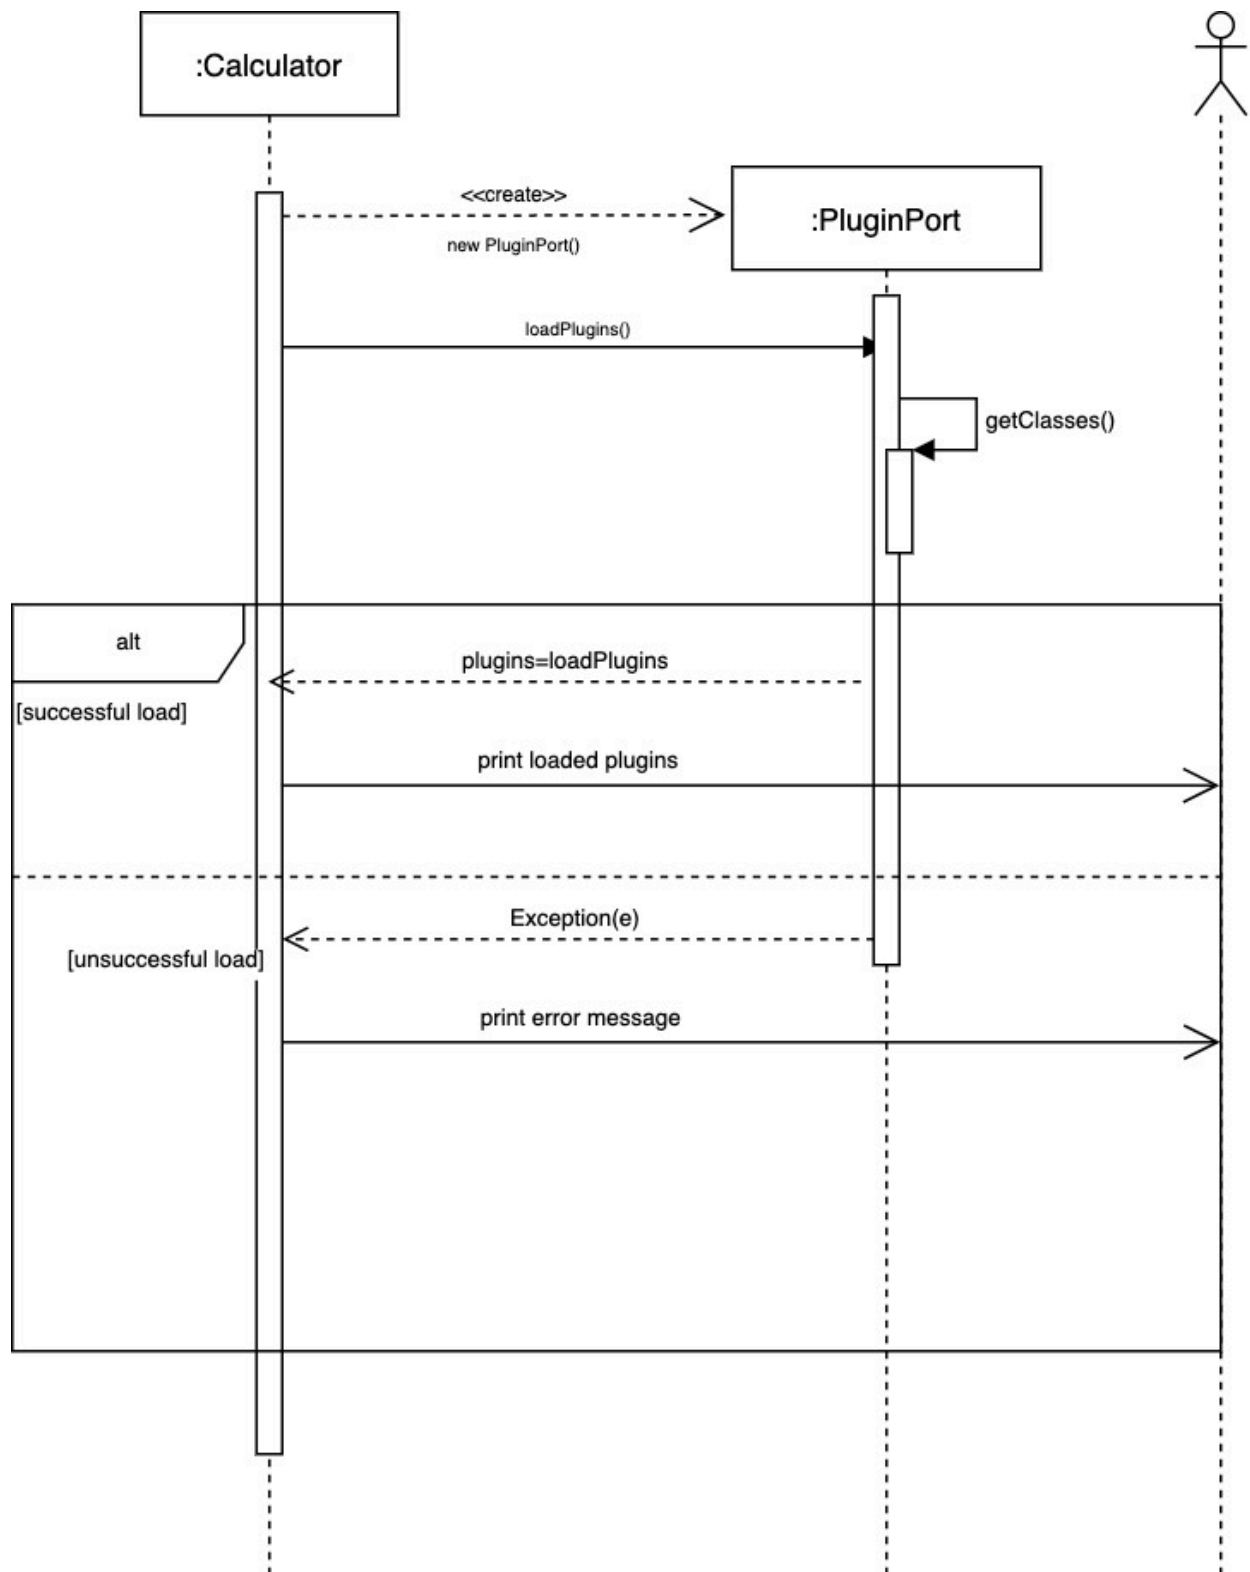 :Calculator
<<create>>
:PluginPort
new PluginPort()
loadPlugins()
getClasses()
alt
plugins=loadPlugins
[successful load]
print loaded plugins
Exception(e)
[unsuccessful load]
print error message